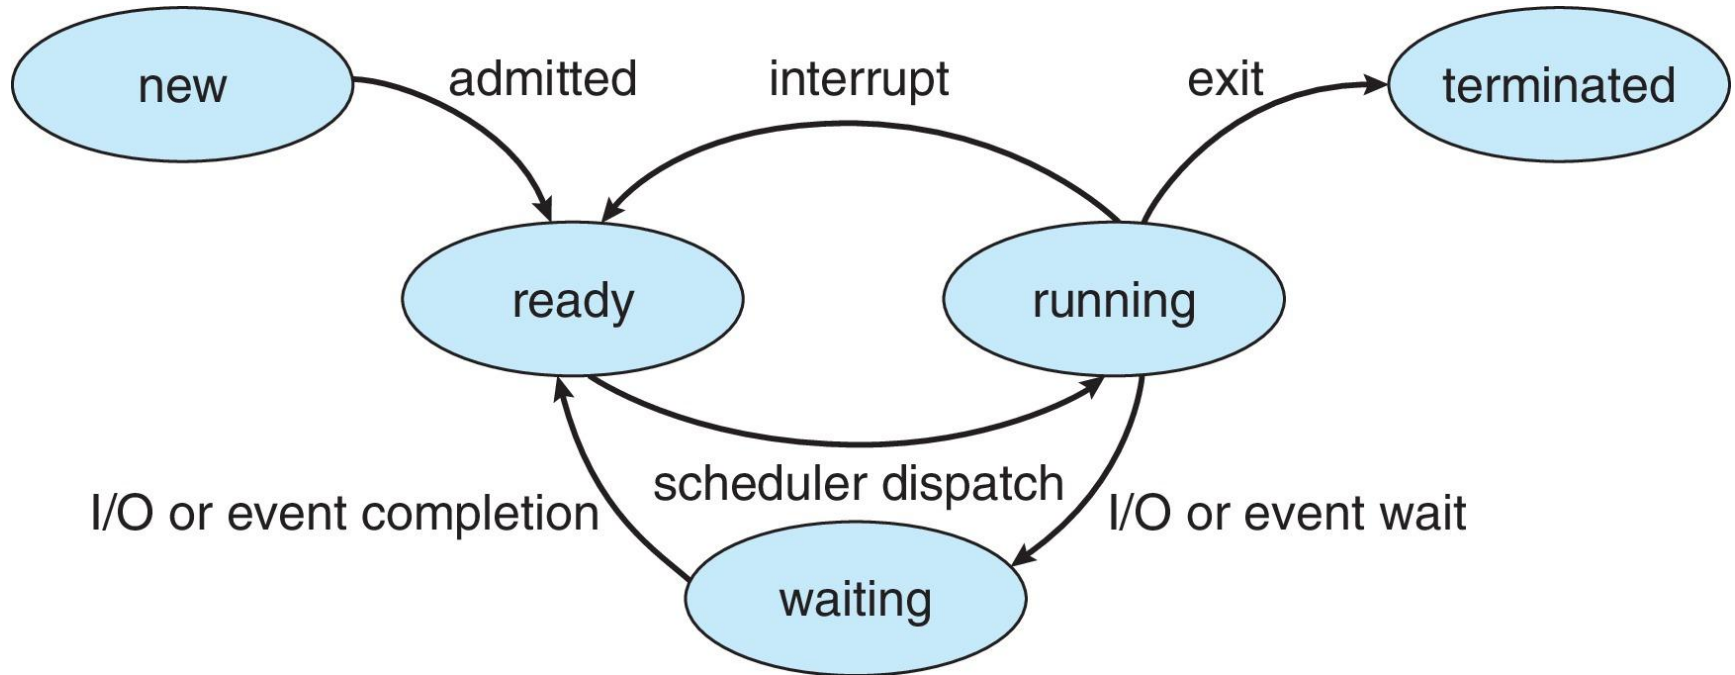 new
admitted
interrupt
exit
terminated
ready
running
scheduler dispatch
I/O or event completion
I/O or event wait
waiting